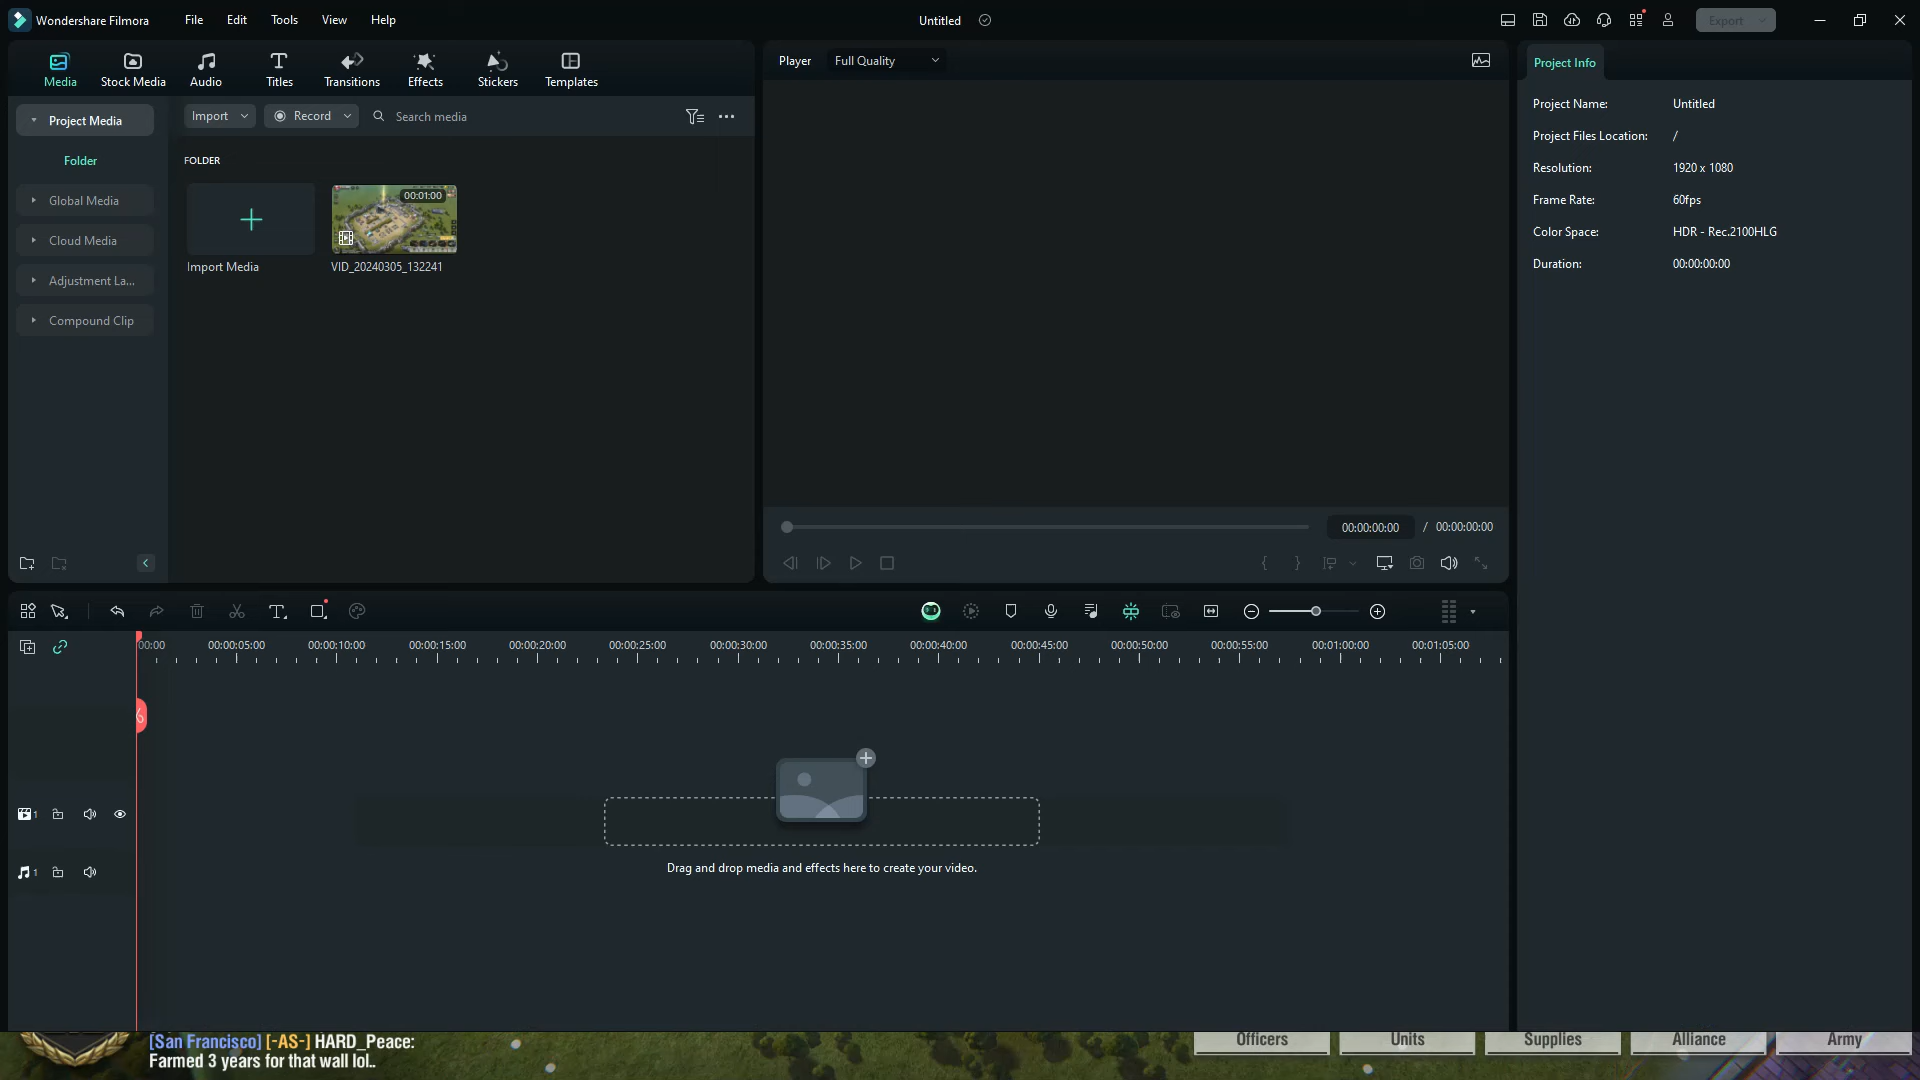 Wondershare Filmora
File
Edit
Tools
View
Help
Untitled
Export
Media
Stock Media
Audio
Titles
Transitions
Effects
Stickers
Templates
Player
Full Quality
Project Info
Project Media
Import
Record
Search media
Folder
FOLDER
Global Media
Cloud Media
Adjustment La...
Compound Clip
00:01:00
Import Media
VID_20240305_132241
Project Name: Untitled
Project Files Location: /
Resolution: 1920 x 1080
Frame Rate: 60fps
Color Space: HDR - Rec.2100HLG
Duration: 00:00:00:00
00:00:00:00 / 00:00:00:00
00:00 00:00:05:00 00:00:10:00 00:00:15:00 00:00:20:00 00:00:25:00 00:00:30:00 00:00:35:00 00:00:40:00 00:00:45:00 00:00:50:00 00:00:55:00 00:01:00:00 00:01:05:00
1
Drag and drop media and effects here to create your video.
1
[San Francisco] [-AS-] HARD_Peace:
Farmed 3 years for that wall lol..
Officers
Units
Supplies
Alliance
Army